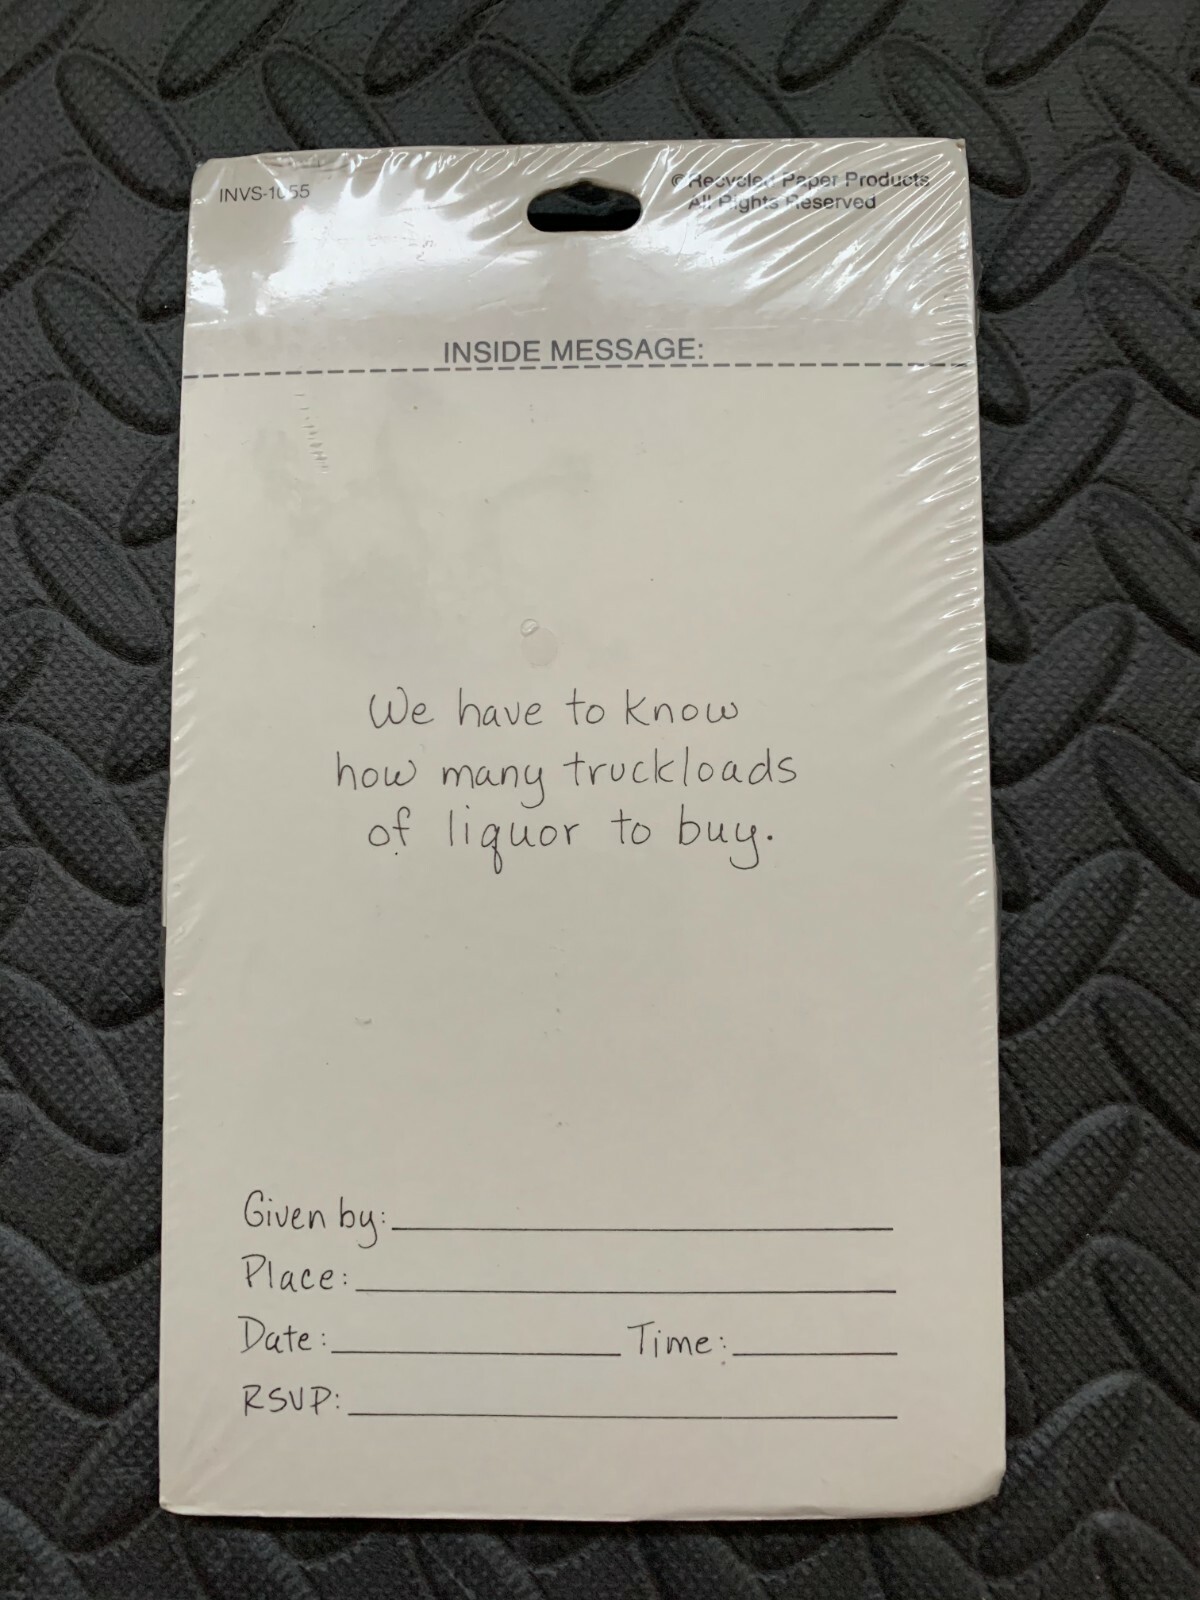 INVS-1055
© Recycled Paper Products
All Rights Reserved
INSIDE MESSAGE:
We have to know
how many truckloads
of liquor to buy.
Given by:
Place:
Date: Time:
RSVP: